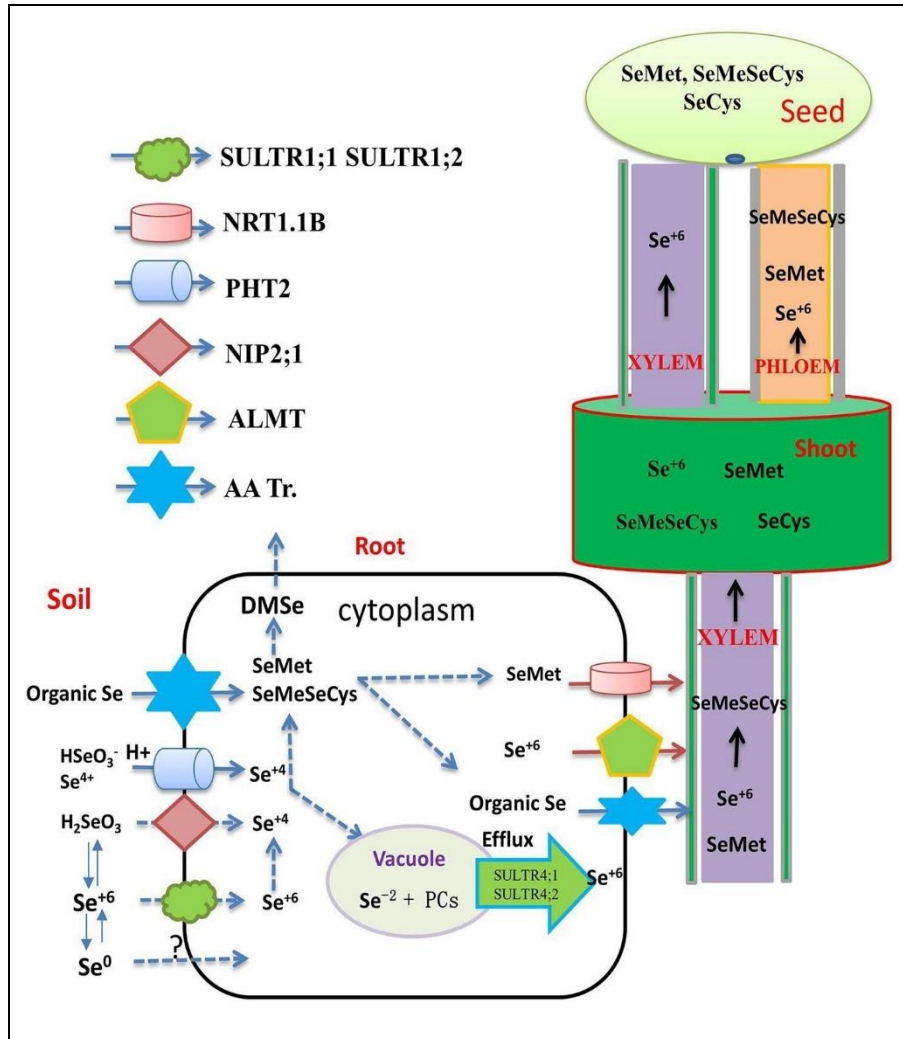 SeMet, SeMeSeCys
SeCys
Seed
SULTR1;1 SULTR1;2
NRT1.1B
PHT2
NIP2;1
ALMT
AA Tr.
Se⁺⁶
XYLEM
SeMeSeCys
SeMet
Se⁺⁶
PHLOEM
Shoot
Se⁺⁶
SeMet
SeMeSeCys
SeCys
Root
Soil
DMSe
cytoplasm
SeMet
SeMeSeCys
Organic Se
HSeO₃⁻
H+
Se⁴⁺
Se⁺⁴
H₂SeO₃
Se⁺⁴
Se⁺⁶
Se⁺⁶
?
Se⁰
Vacuole
Se⁻² + PCs
Efflux
SULTR4;1
SULTR4;2
Se⁺⁶
SeMet
Se⁺⁶
Organic Se
XYLEM
SeMeSeCys
Se⁺⁶
SeMet